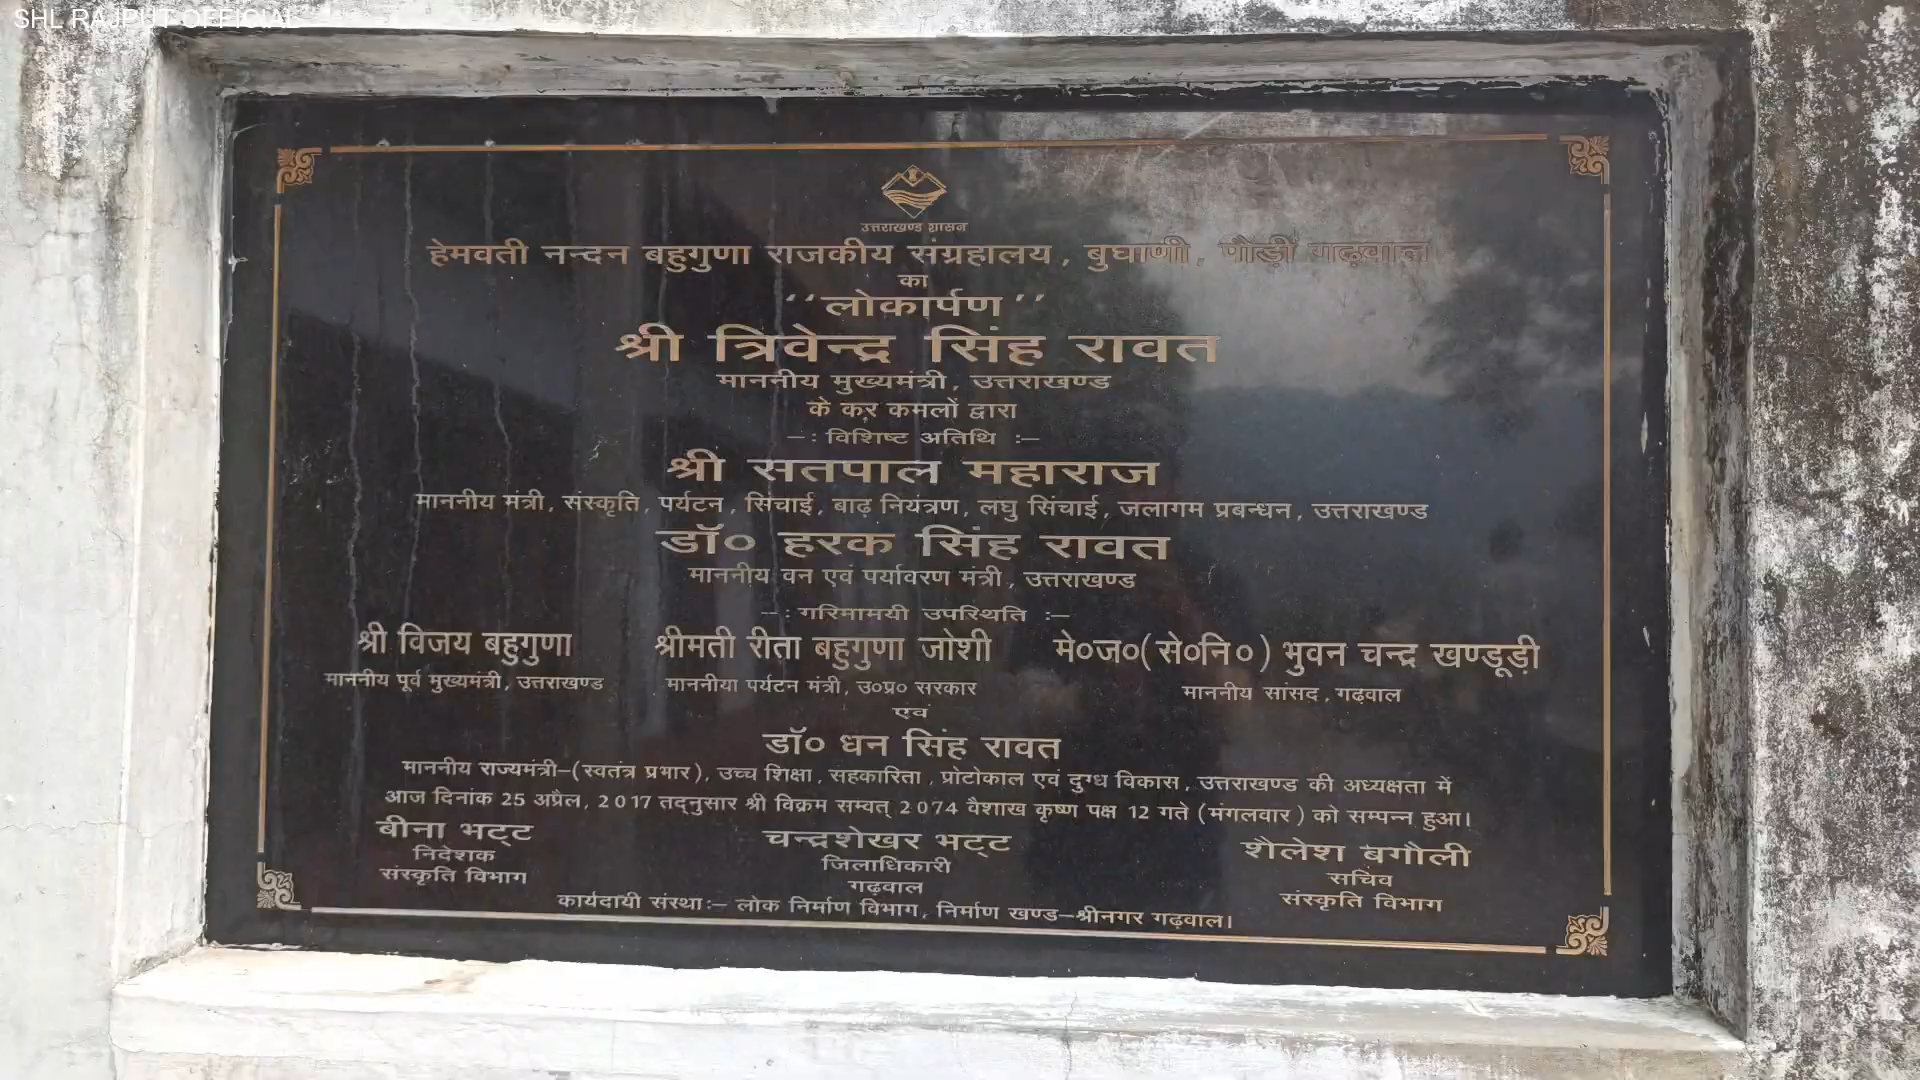 SHL RAJPUT OFFICIAL
उत्तराखण्ड शासन
हेमवती नन्दन बहुगुणा राजकीय संग्रहालय, बुघाणी, पौड़ी गढ़वाल
का
‘‘लोकार्पण’’
श्री त्रिवेन्द्र सिंह रावत
माननीय मुख्यमंत्री, उत्तराखण्ड
के कर कमलों द्वारा
–: विशिष्ट अतिथि :–
श्री सतपाल महाराज
माननीय मंत्री, संस्कृति, पर्यटन, सिंचाई, बाढ़ नियंत्रण, लघु सिंचाई, जलागम प्रबन्धन, उत्तराखण्ड
डॉ० हरक सिंह रावत
माननीय वन एवं पर्यावरण मंत्री, उत्तराखण्ड
–: गरिमामयी उपस्थिति :–
श्री विजय बहुगुणा श्रीमती रीता बहुगुणा जोशी मे०ज०(से०नि०) भुवन चन्द्र खण्डूड़ी
माननीय पूर्व मुख्यमंत्री, उत्तराखण्ड माननीया पर्यटन मंत्री, उ०प्र० सरकार माननीय सांसद, गढ़वाल
एवं
डॉ० धन सिंह रावत
माननीय राज्यमंत्री–(स्वतंत्र प्रभार), उच्च शिक्षा, सहकारिता, प्रोटोकाल एवं दुग्ध विकास, उत्तराखण्ड की अध्यक्षता में
आज दिनांक 25 अप्रैल, 2017 तद्नुसार श्री विक्रम सम्वत् 2074 वैशाख कृष्ण पक्ष 12 गते (मंगलवार) को सम्पन्न हुआ।
बीना भट्ट चन्द्रशेखर भट्ट शैलेश बगौली
निदेशक जिलाधिकारी सचिव
संस्कृति विभाग गढ़वाल संस्कृति विभाग
कार्यदायी संस्था:– लोक निर्माण विभाग, निर्माण खण्ड–श्रीनगर गढ़वाल।